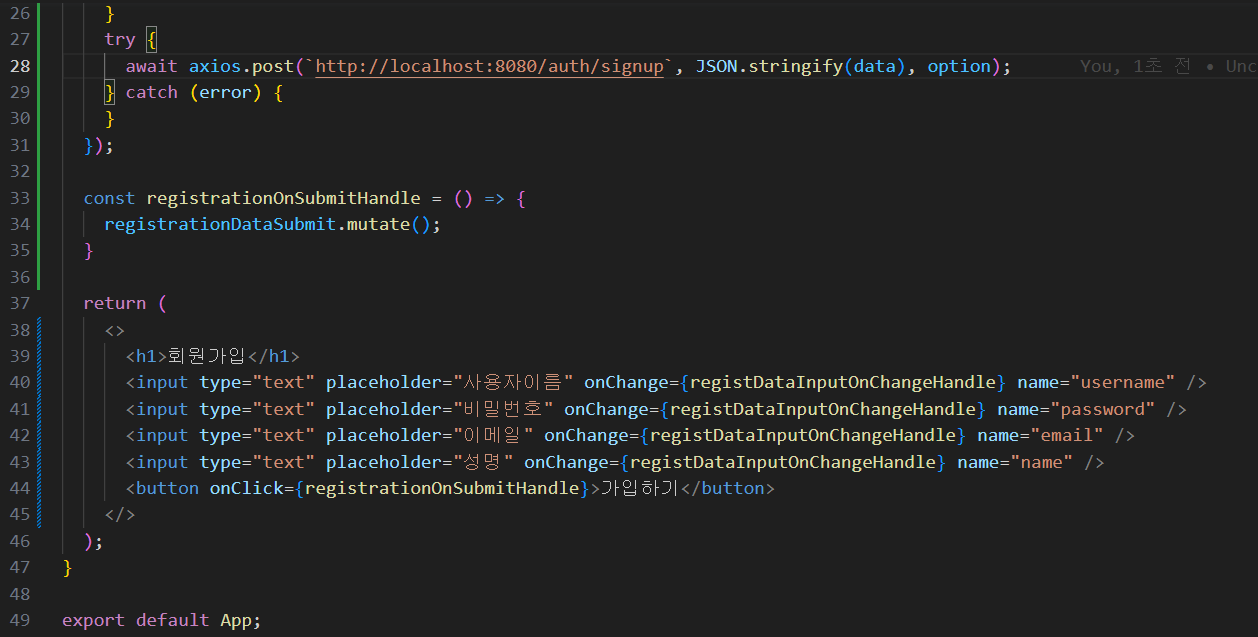 26 }
27 try {
28 await axios.post(`http://localhost:8080/auth/signup`, JSON.stringify(data), option); You, 1초 전 • Unc
29 } catch (error) {
30 }
31 });
32
33 const registrationOnSubmitHandle = () => {
34 registrationDataSubmit.mutate();
35 }
36
37 return (
38 <>
39 <h1>회원가입</h1>
40 <input type="text" placeholder="사용자이름" onChange={registDataInputOnChangeHandle} name="username" />
41 <input type="text" placeholder="비밀번호" onChange={registDataInputOnChangeHandle} name="password" />
42 <input type="text" placeholder="이메일" onChange={registDataInputOnChangeHandle} name="email" />
43 <input type="text" placeholder="성명" onChange={registDataInputOnChangeHandle} name="name" />
44 <button onClick={registrationOnSubmitHandle}>가입하기</button>
45 </>
46 );
47 }
48
49 export default App;